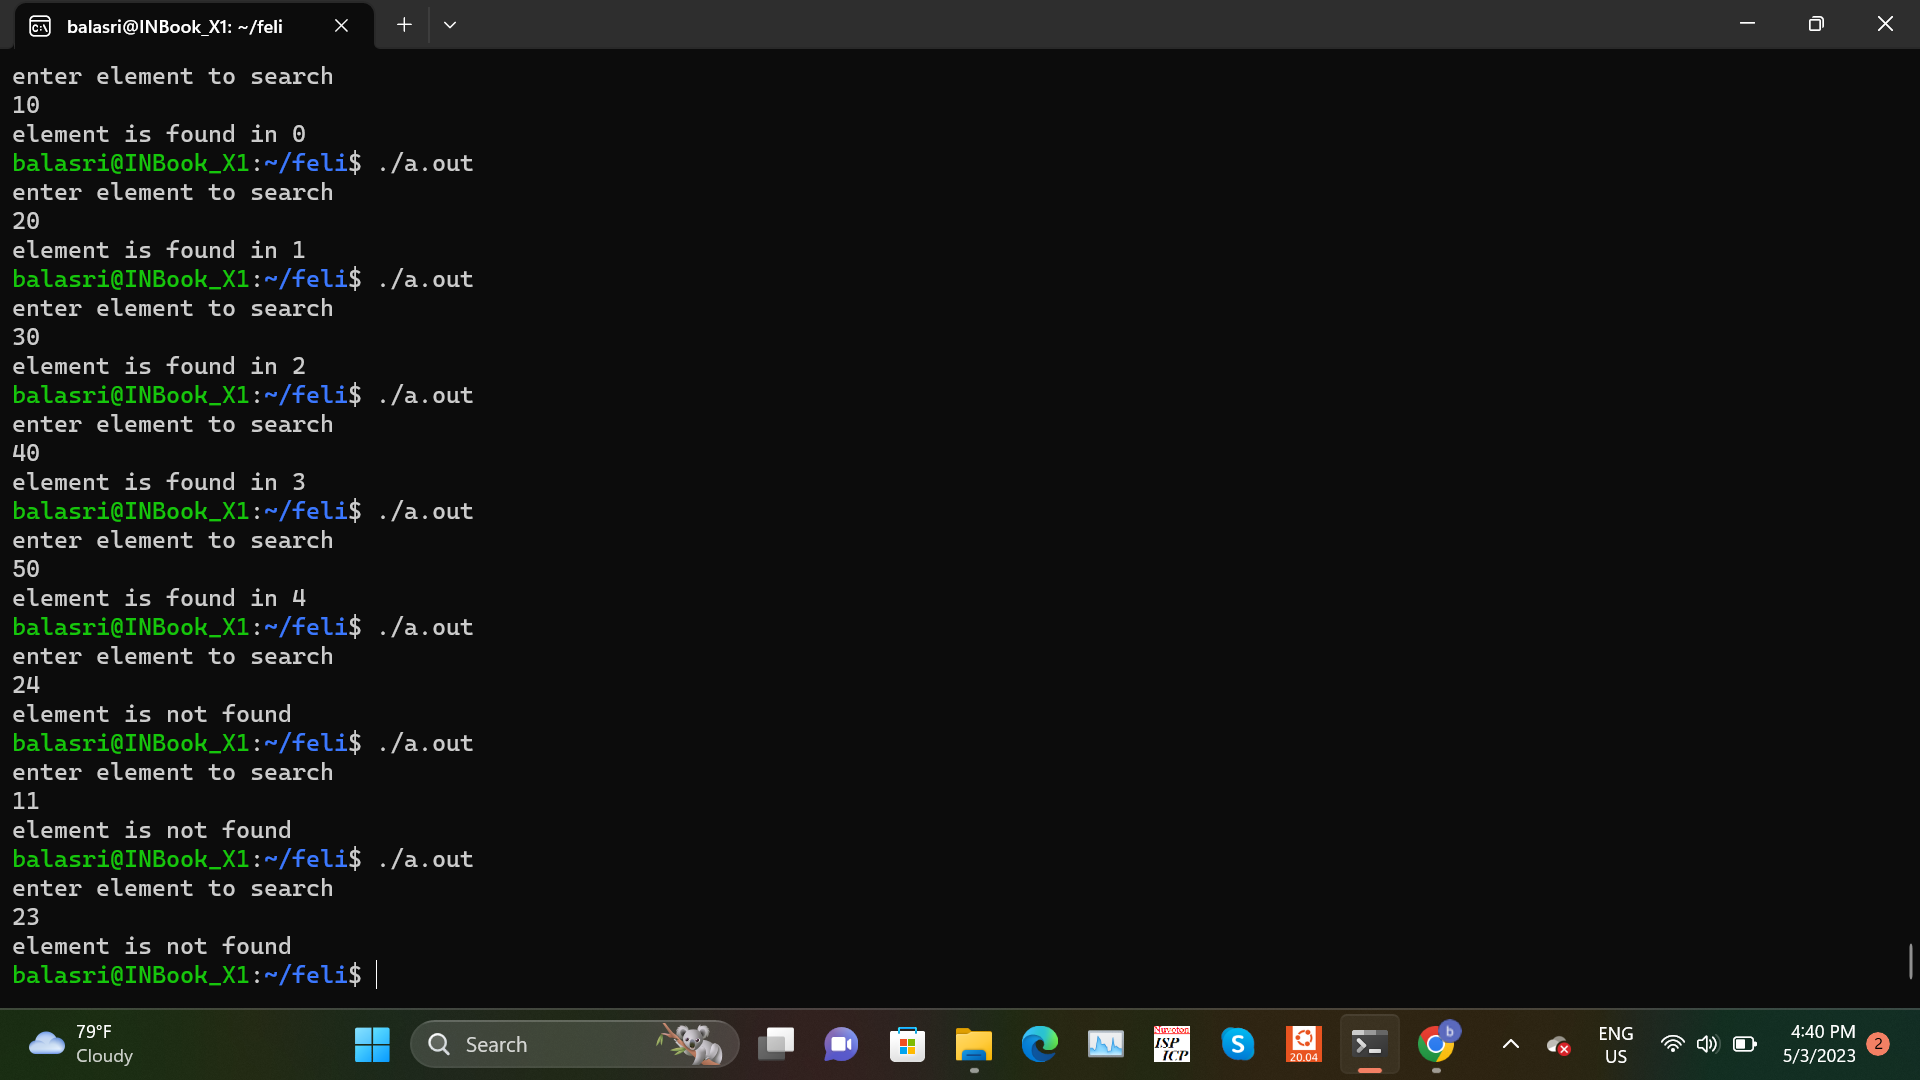 balasri@INBook_X1: ~/feli
enter element to search
10
element is found in 0
balasri@INBook_X1:~/feli$ ./a.out
enter element to search
20
element is found in 1
balasri@INBook_X1:~/feli$ ./a.out
enter element to search
30
element is found in 2
balasri@INBook_X1:~/feli$ ./a.out
enter element to search
40
element is found in 3
balasri@INBook_X1:~/feli$ ./a.out
enter element to search
50
element is found in 4
balasri@INBook_X1:~/feli$ ./a.out
enter element to search
24
element is not found
balasri@INBook_X1:~/feli$ ./a.out
enter element to search
11
element is not found
balasri@INBook_X1:~/feli$ ./a.out
enter element to search
23
element is not found
balasri@INBook_X1:~/feli$
79°F
Cloudy
Search
Nuvoton
ISP
ICP
S
20.04
b
ENG
US
4:40 PM
5/3/2023
2